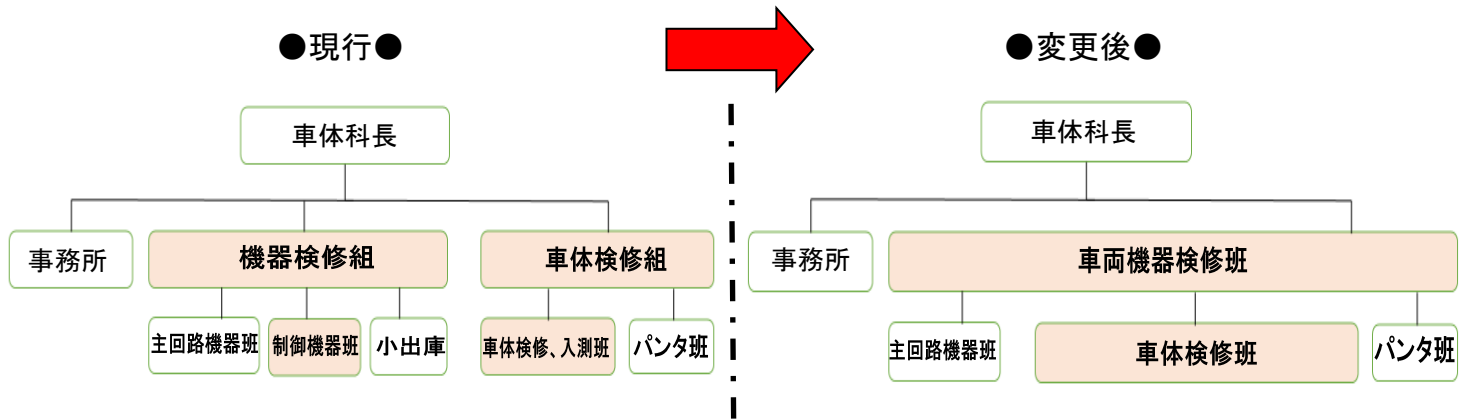 ●現行●
●変更後●
車体科長
事務所
機器検修組
車体検修組
主回路機器班
制御機器班
小出庫
車体検修、入測班
パンタ班
車体科長
事務所
車両機器検修班
主回路機器班
車体検修班
パンタ班